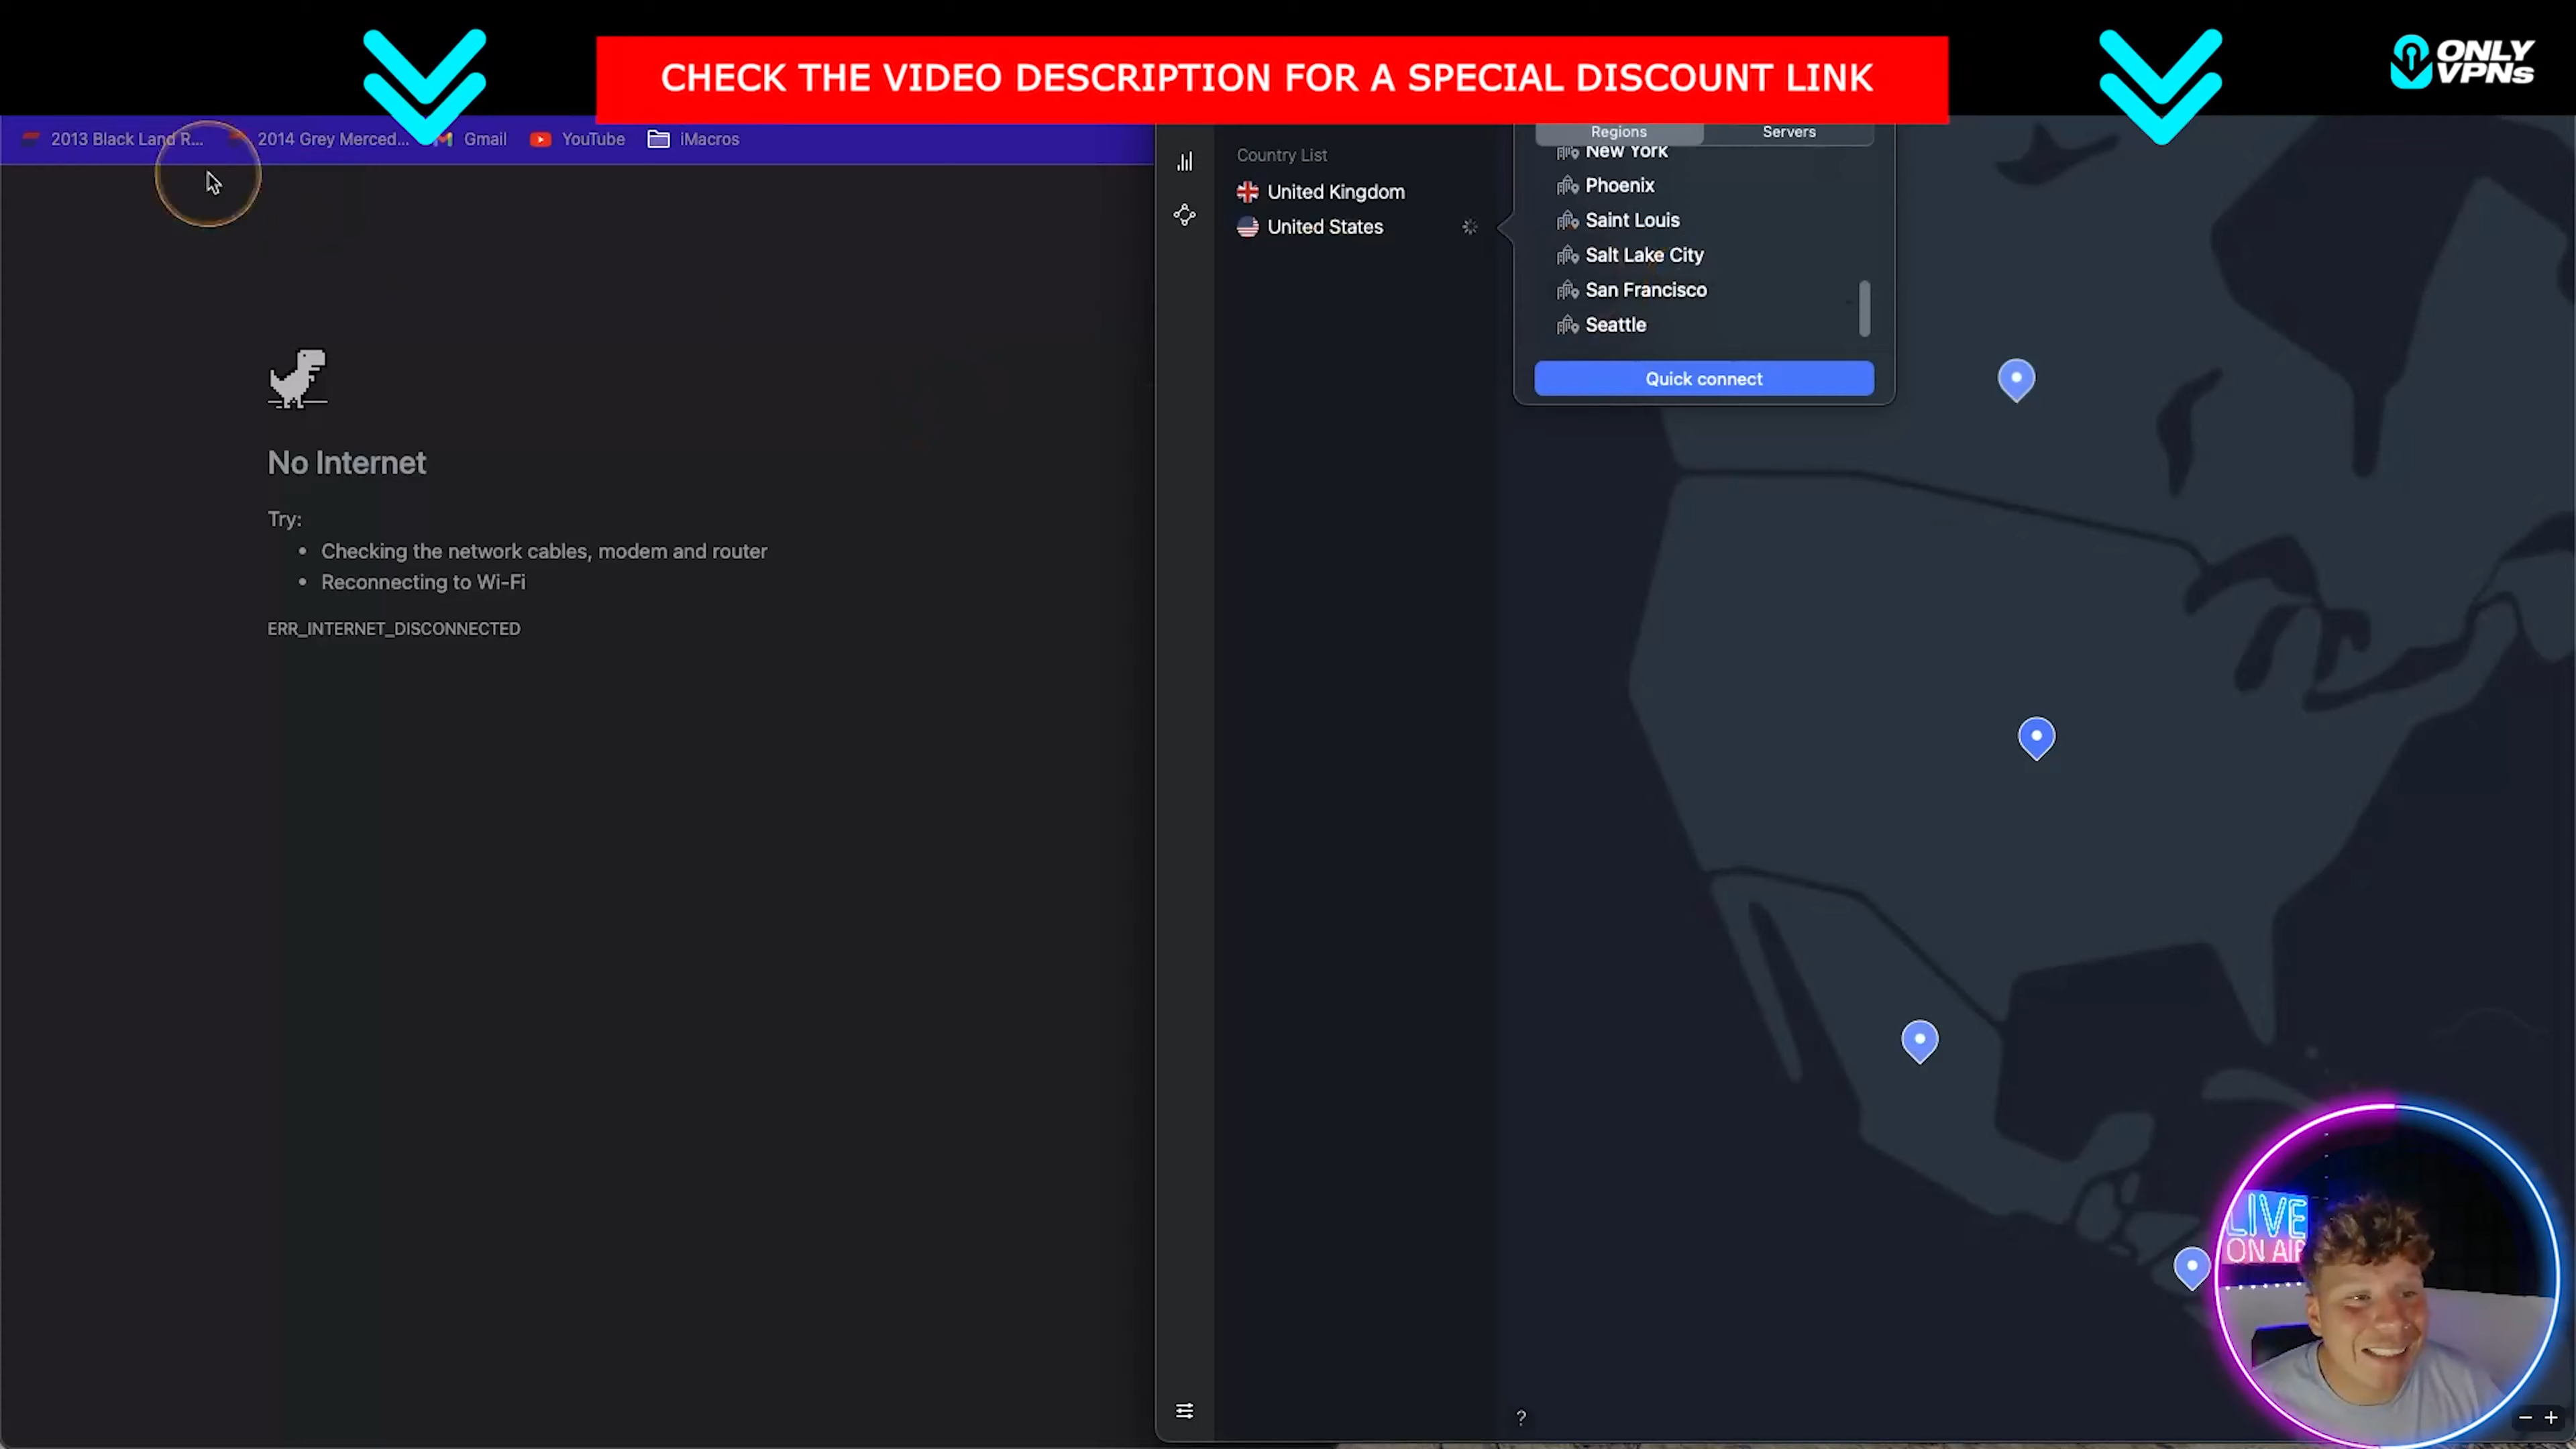 CHECK THE VIDEO DESCRIPTION FOR A SPECIAL DISCOUNT LINK
ONLY
VPNs
2013 Black Land R...
2014 Grey Merced...
Gmail
YouTube
iMacros
No Internet
Try:
• Checking the network cables, modem and router
• Reconnecting to Wi-Fi
ERR_INTERNET_DISCONNECTED
Country List
United Kingdom
United States
Regions
Servers
New York
Phoenix
Saint Louis
Salt Lake City
San Francisco
Seattle
Quick connect
?
LIVE
ON AIR